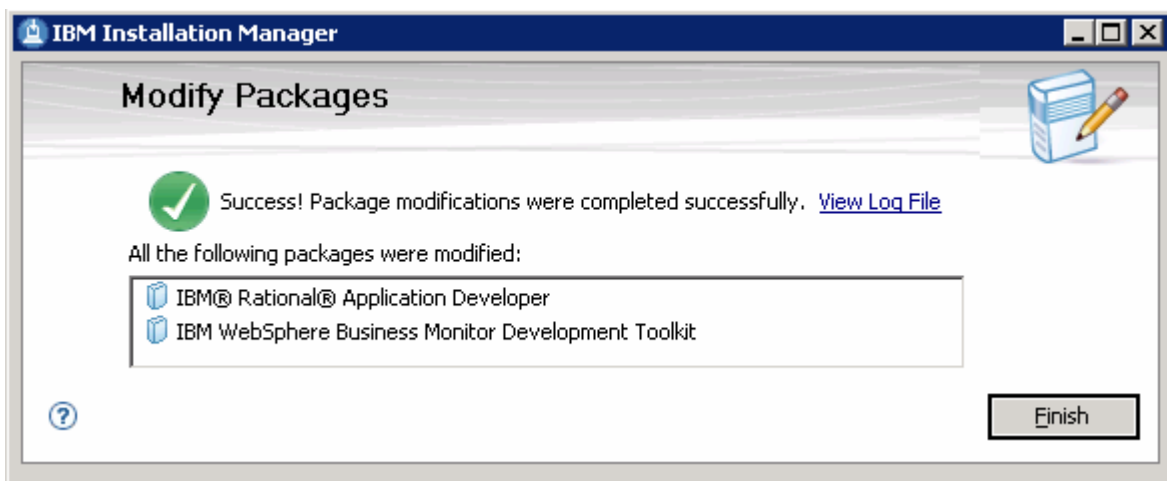 IBM Installation Manager
Modify Packages
Success! Package modifications were completed successfully. View Log File
All the following packages were modified:
IBM® Rational® Application Developer
IBM WebSphere Business Monitor Development Toolkit
?
Finish